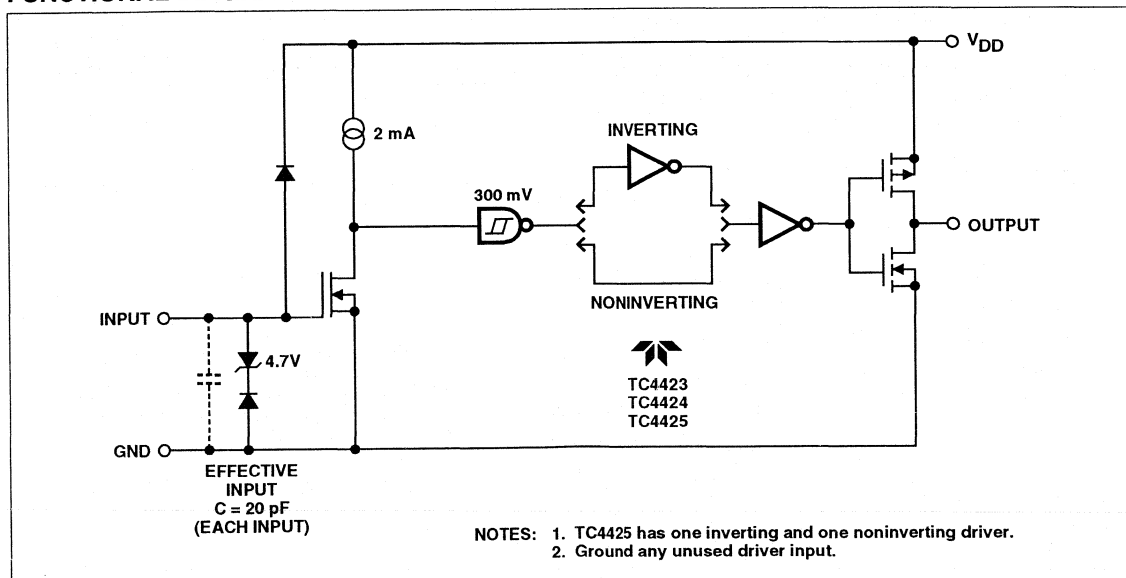 VDD
2 mA
INVERTING
300 mV
OUTPUT
NONINVERTING
INPUT
4.7V
TC4423
TC4424
TC4425
GND
EFFECTIVE
INPUT
C = 20 pF
(EACH INPUT)
NOTES: 1. TC4425 has one inverting and one noninverting driver.
2. Ground any unused driver input.